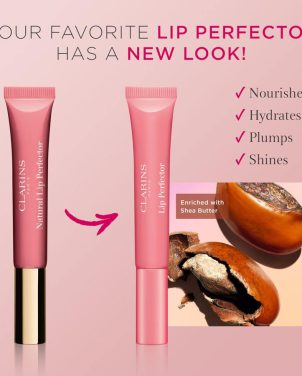 OUR FAVORITE LIP PERFECTO
HAS A NEW LOOK!
✓ Nourishe
✓ Hydrates
✓ Plumps
✓ Shines
CLARINS
Natural Lip Perfector
CLARINS
Lip Perfector
Enriched with
Shea Butter